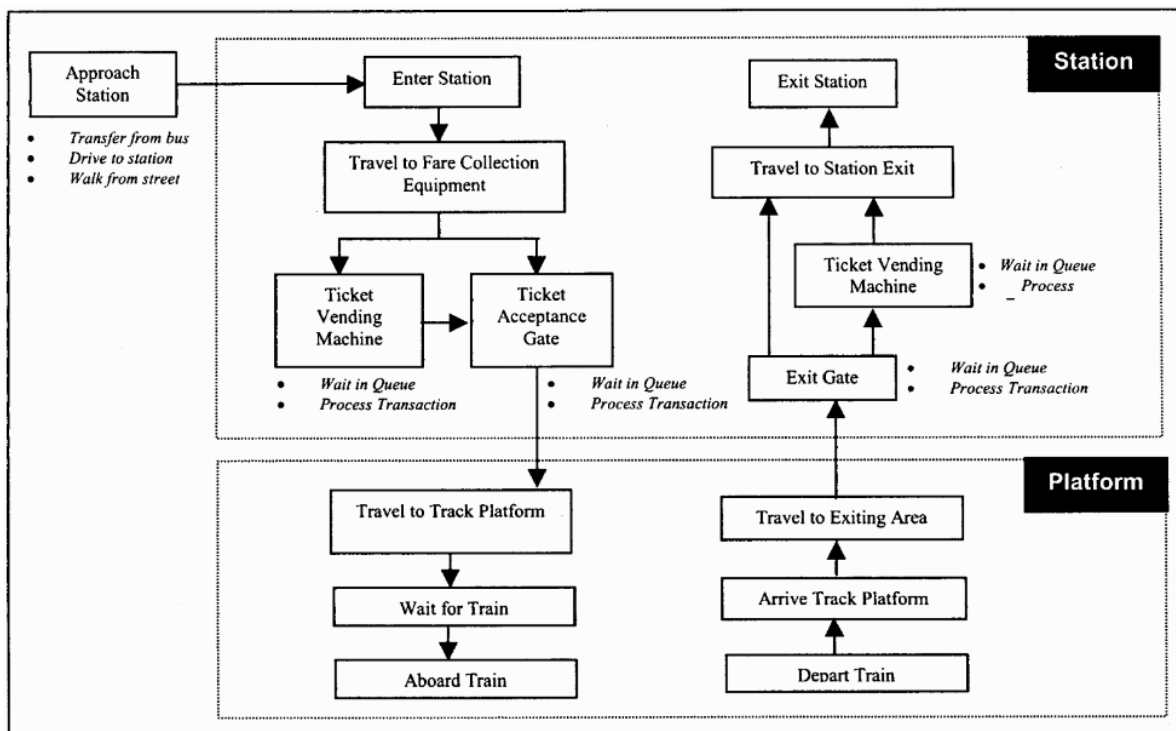 Station
Approach
Station
Enter Station
Exit Station
• Transfer from bus
• Drive to station
• Walk from street
Travel to Fare Collection
Equipment
Travel to Station Exit
Ticket
Vending
Machine
Ticket
Acceptance
Gate
Ticket Vending
Machine
• Wait in Queue
• _ Process
• Wait in Queue
• Process Transaction
• Wait in Queue
• Process Transaction
Exit Gate
• Wait in Queue
• Process Transaction
Platform
Travel to Track Platform
Travel to Exiting Area
Wait for Train
Arrive Track Platform
Aboard Train
Depart Train